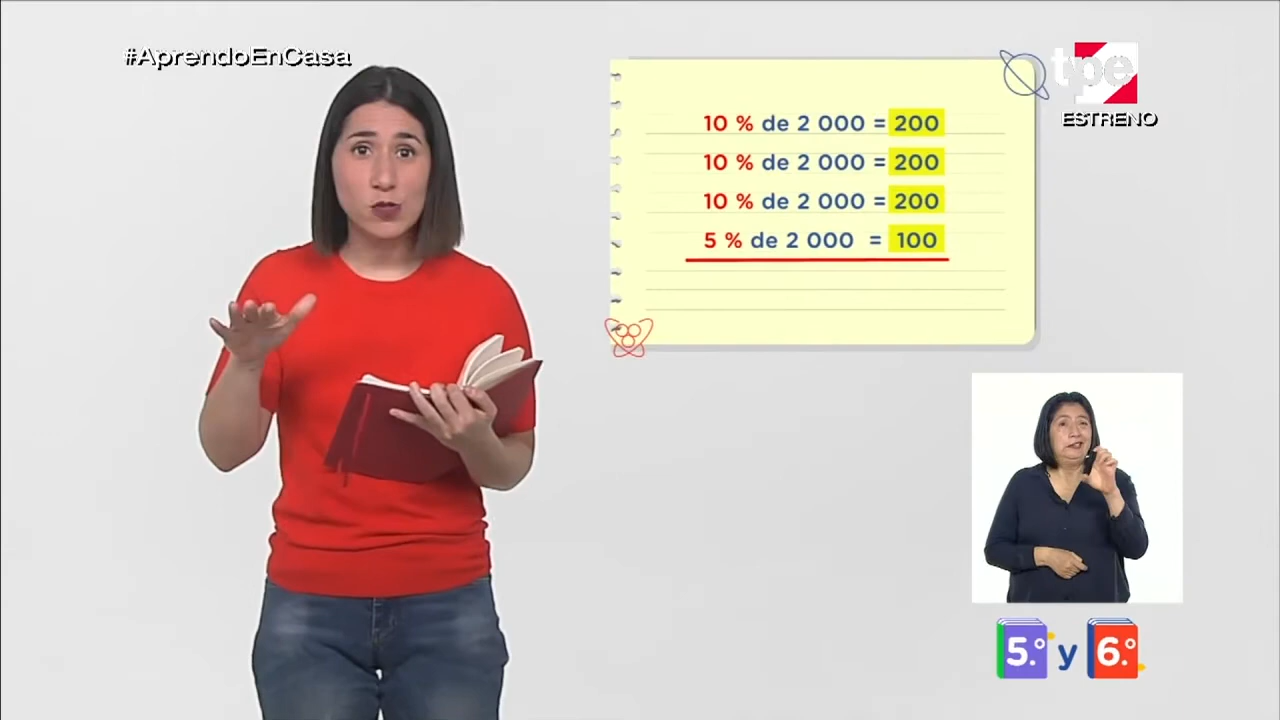 #AprendoEnCasa
tpe
ESTRENO
10 % de 2 000 = 200
10 % de 2 000 = 200
10 % de 2 000 = 200
5 % de 2 000 = 100
5.º y 6.º